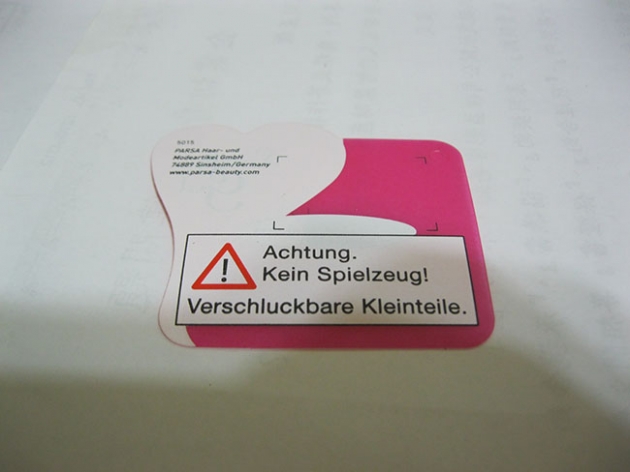 5015
PARSA Haar- und
Modeartikel GmbH
74889 Sinsheim/Germany
www.parsa-beauty.com
Achtung.
Kein Spielzeug!
Verschluckbare Kleinteile.